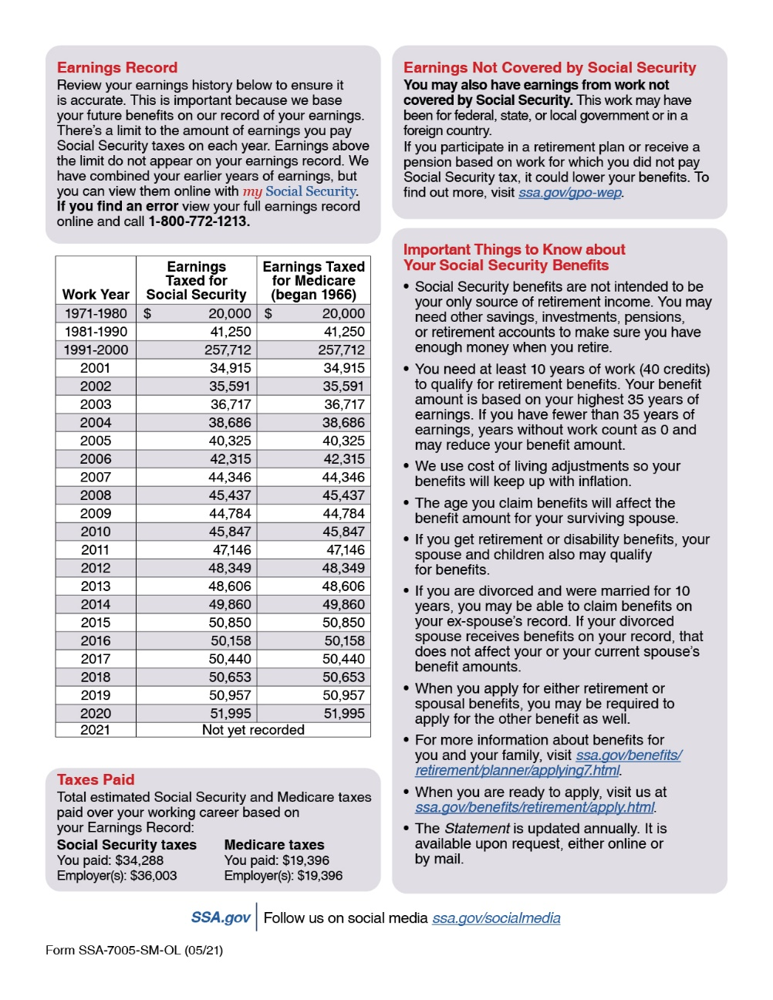 Earnings Record
Review your earnings history below to ensure it
is accurate. This is important because we base
your future benefits on our record of your earnings.
There's a limit to the amount of earnings you pay
Social Security taxes on each year. Earnings above
the limit do not appear on your earnings record. We
have combined your earlier years of earnings, but
you can view them online with my Social Security.
If you find an error view your full earnings record
online and call 1-800-772-1213.
Work Year Earnings Taxed for Social Security Earnings Taxed for Medicare (began 1966)
1971-1980 $ 20,000 $ 20,000
1981-1990 41,250 41,250
1991-2000 257,712 257,712
2001 34,915 34,915
2002 35,591 35,591
2003 36,717 36,717
2004 38,686 38,686
2005 40,325 40,325
2006 42,315 42,315
2007 44,346 44,346
2008 45,437 45,437
2009 44,784 44,784
2010 45,847 45,847
2011 47,146 47,146
2012 48,349 48,349
2013 48,606 48,606
2014 49,860 49,860
2015 50,850 50,850
2016 50,158 50,158
2017 50,440 50,440
2018 50,653 50,653
2019 50,957 50,957
2020 51,995 51,995
2021 Not yet recorded
Taxes Paid
Total estimated Social Security and Medicare taxes
paid over your working career based on
your Earnings Record:
Social Security taxes Medicare taxes
You paid: $34,288 You paid: $19,396
Employer(s): $36,003 Employer(s): $19,396
Earnings Not Covered by Social Security
You may also have earnings from work not
covered by Social Security. This work may have
been for federal, state, or local government or in a
foreign country.
If you participate in a retirement plan or receive a
pension based on work for which you did not pay
Social Security tax, it could lower your benefits. To
find out more, visit ssa.gov/gpo-wep.
Important Things to Know about
Your Social Security Benefits
• Social Security benefits are not intended to be
your only source of retirement income. You may
need other savings, investments, pensions,
or retirement accounts to make sure you have
enough money when you retire.
• You need at least 10 years of work (40 credits)
to qualify for retirement benefits. Your benefit
amount is based on your highest 35 years of
earnings. If you have fewer than 35 years of
earnings, years without work count as 0 and
may reduce your benefit amount.
• We use cost of living adjustments so your
benefits will keep up with inflation.
• The age you claim benefits will affect the
benefit amount for your surviving spouse.
• If you get retirement or disability benefits, your
spouse and children also may qualify
for benefits.
• If you are divorced and were married for 10
years, you may be able to claim benefits on
your ex-spouse's record. If your divorced
spouse receives benefits on your record, that
does not affect your or your current spouse's
benefit amounts.
• When you apply for either retirement or
spousal benefits, you may be required to
apply for the other benefit as well.
• For more information about benefits for
you and your family, visit ssa.gov/benefits/
retirement/planner/applying7.html.
• When you are ready to apply, visit us at
ssa.gov/benefits/retirement/apply.html.
• The Statement is updated annually. It is
available upon request, either online or
by mail.
SSA.gov Follow us on social media ssa.gov/socialmedia
Form SSA-7005-SM-OL (05/21)